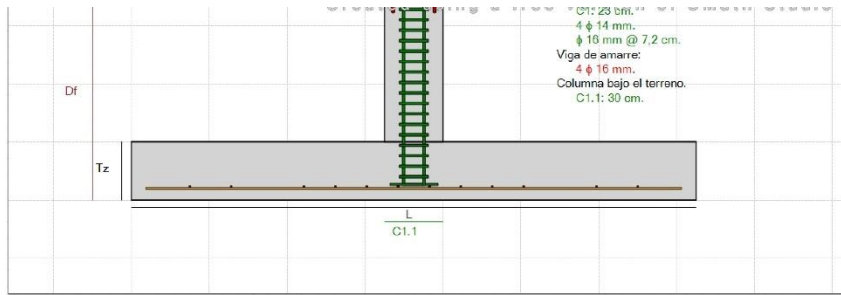 C1: 23 cm.
4 ϕ 14 mm.
ϕ 16 mm @ 7,2 cm.
Viga de amarre:
4 ϕ 16 mm.
Columna bajo el terreno.
C1.1: 30 cm.
Df
Tz
L
C1.1